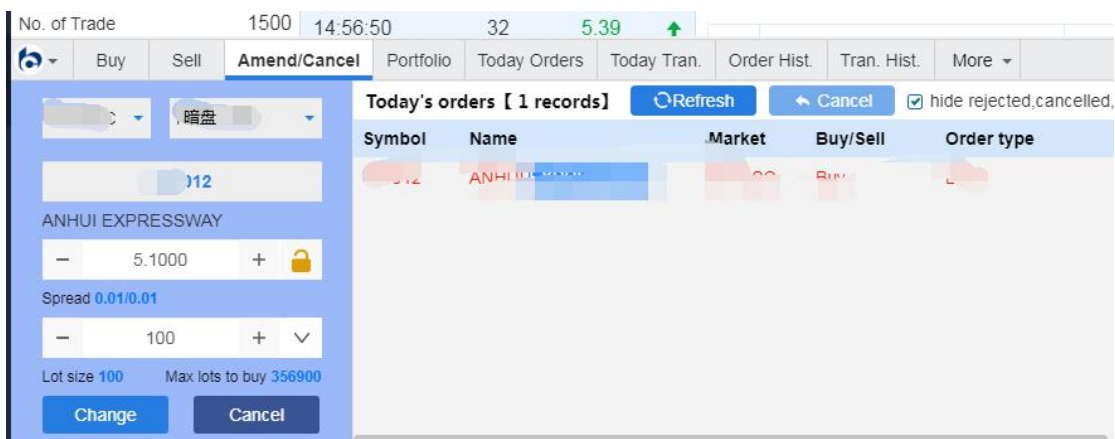 No. of Trade 1500 14:56:50 32 5.39
Buy Sell Amend/Cancel Portfolio Today Orders Today Tran. Order Hist. Tran. Hist. More
Today's orders【 1 records】 Refresh Cancel hide rejected,cancelled,
暗盘
Symbol Name Market Buy/Sell Order type
012
ANHUI EXPRESSWAY
− 5.1000 +
Spread 0.01/0.01
− 100 +
Lot size 100 Max lots to buy 356900
Change Cancel